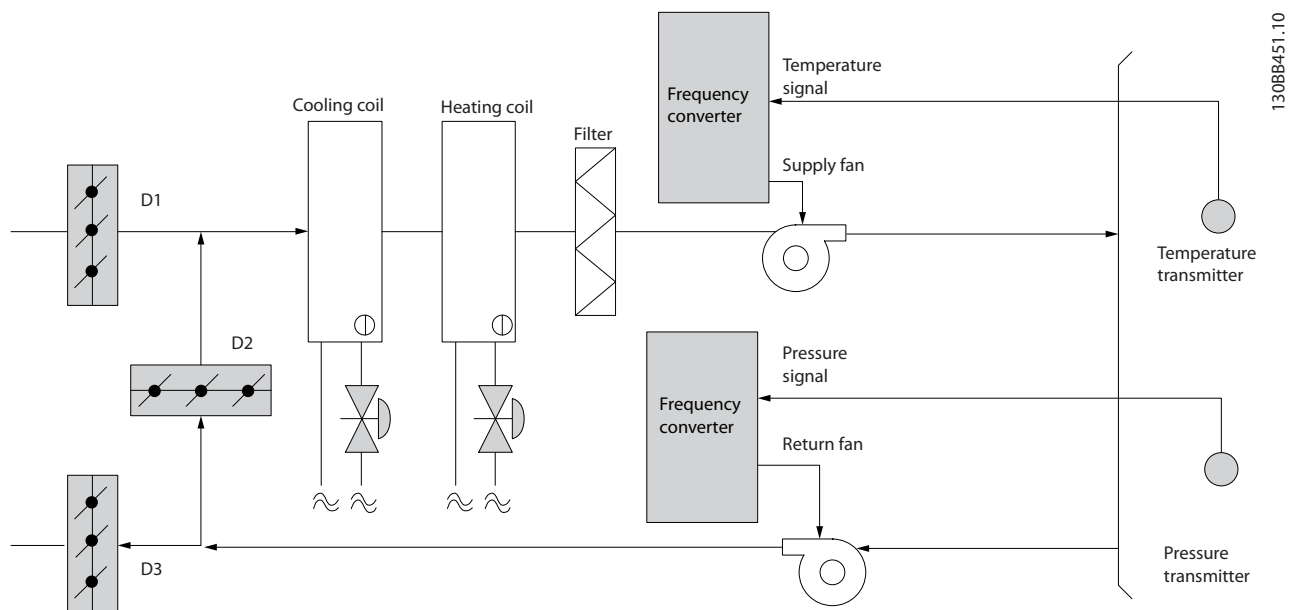 130BB451.10
Temperature
signal
Frequency
converter
Cooling coil
Heating coil
Filter
Supply fan
D1
Temperature
transmitter
D2
Pressure
signal
Frequency
converter
Return fan
D3
Pressure
transmitter